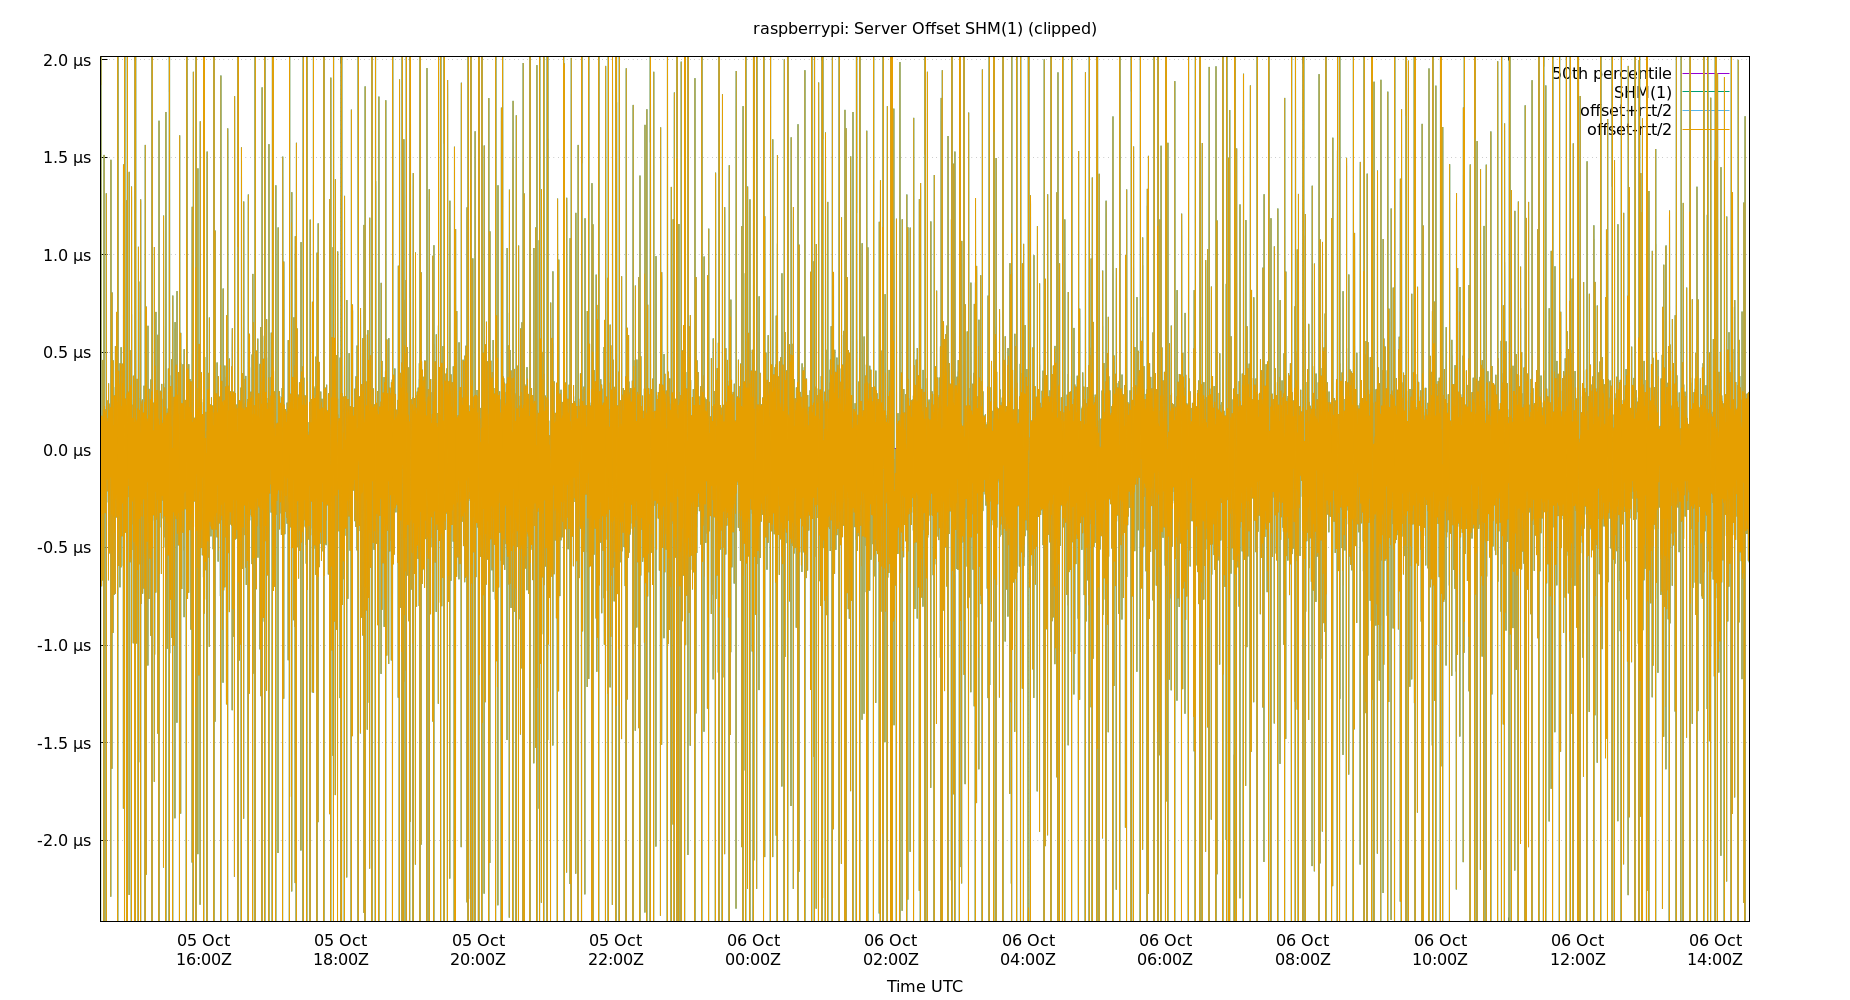 raspberrypi: Server Offset SHM(1) (clipped)
2.0 µs
1.5 µs
1.0 µs
0.5 µs
0.0 µs
-0.5 µs
-1.0 µs
-1.5 µs
-2.0 µs
50th percentile
SHM(1)
offset+rtt/2
offset-rtt/2
05 Oct 05 Oct 05 Oct 05 Oct 06 Oct 06 Oct 06 Oct 06 Oct 06 Oct 06 Oct 06 Oct 06 Oct
16:00Z 18:00Z 20:00Z 22:00Z 00:00Z 02:00Z 04:00Z 06:00Z 08:00Z 10:00Z 12:00Z 14:00Z
Time UTC